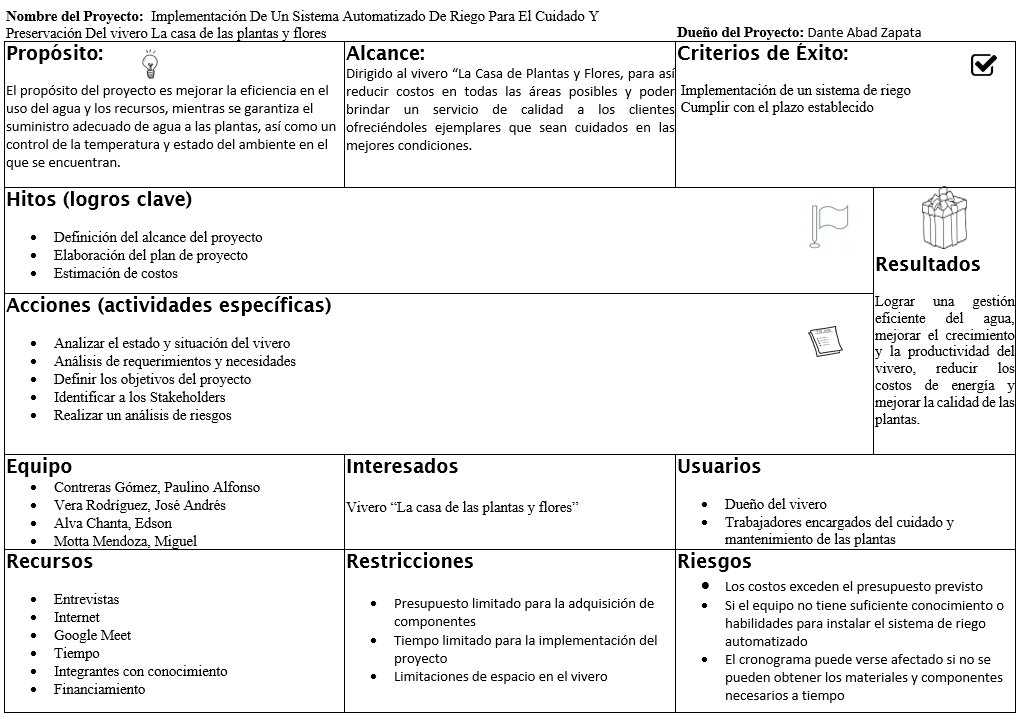 Nombre del Proyecto: Implementación De Un Sistema Automatizado De Riego Para El Cuidado Y
Preservación Del vivero La casa de las plantas y flores
Dueño del Proyecto: Dante Abad Zapata
Propósito:
El propósito del proyecto es mejorar la eficiencia en el
uso del agua y los recursos, mientras se garantiza el
suministro adecuado de agua a las plantas, así como un
control de la temperatura y estado del ambiente en el
que se encuentran.
Alcance:
Dirigido al vivero “La Casa de Plantas y Flores, para así
reducir costos en todas las áreas posibles y poder
brindar un servicio de calidad a los clientes
ofreciéndoles ejemplares que sean cuidados en las
mejores condiciones.
Criterios de Éxito:
Implementación de un sistema de riego
Cumplir con el plazo establecido
Hitos (logros clave)
• Definición del alcance del proyecto
• Elaboración del plan de proyecto
• Estimación de costos
Acciones (actividades específicas)
• Analizar el estado y situación del vivero
• Análisis de requerimientos y necesidades
• Definir los objetivos del proyecto
• Identificar a los Stakeholders
• Realizar un análisis de riesgos
Resultados
Lograr una gestión
eficiente del agua,
mejorar el crecimiento
y la productividad del
vivero, reducir los
costos de energía y
mejorar la calidad de las
plantas.
Equipo
• Contreras Gómez, Paulino Alfonso
• Vera Rodríguez, José Andrés
• Alva Chanta, Edson
• Motta Mendoza, Miguel
Interesados
Vivero “La casa de las plantas y flores”
Usuarios
• Dueño del vivero
• Trabajadores encargados del cuidado y
mantenimiento de las plantas
Recursos
• Entrevistas
• Internet
• Google Meet
• Tiempo
• Integrantes con conocimiento
• Financiamiento
Restricciones
• Presupuesto limitado para la adquisición de
componentes
• Tiempo limitado para la implementación del
proyecto
• Limitaciones de espacio en el vivero
Riesgos
• Los costos exceden el presupuesto previsto
• Si el equipo no tiene suficiente conocimiento o
habilidades para instalar el sistema de riego
automatizado
• El cronograma puede verse afectado si no se
pueden obtener los materiales y componentes
necesarios a tiempo